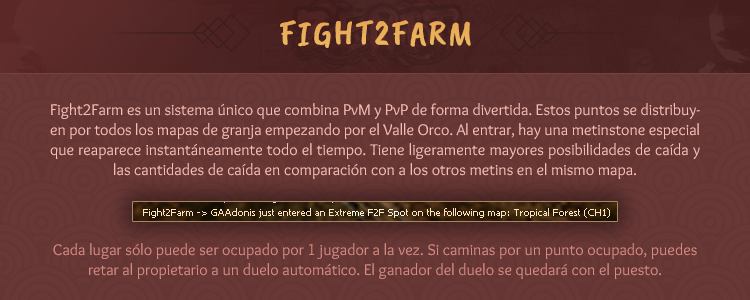 FIGHT2FARM
Fight2Farm es un sistema único que combina PvM y PvP de forma divertida. Estos puntos se distribuy-
en por todos los mapas de granja empezando por el Valle Orco. Al entrar, hay una metinstone especial
que reaparece instantáneamente todo el tiempo. Tiene ligeramente mayores posibilidades de caída y
las cantidades de caída en comparación con a los otros metins en el mismo mapa.
Fight2Farm -> GAAdonis just entered an Extreme F2F Spot on the following map: Tropical Forest (CH1)
Cada lugar sólo puede ser ocupado por 1 jugador a la vez. Si caminas por un punto ocupado, puedes
retar al propietario a un duelo automático. El ganador del duelo se quedará con el puesto.